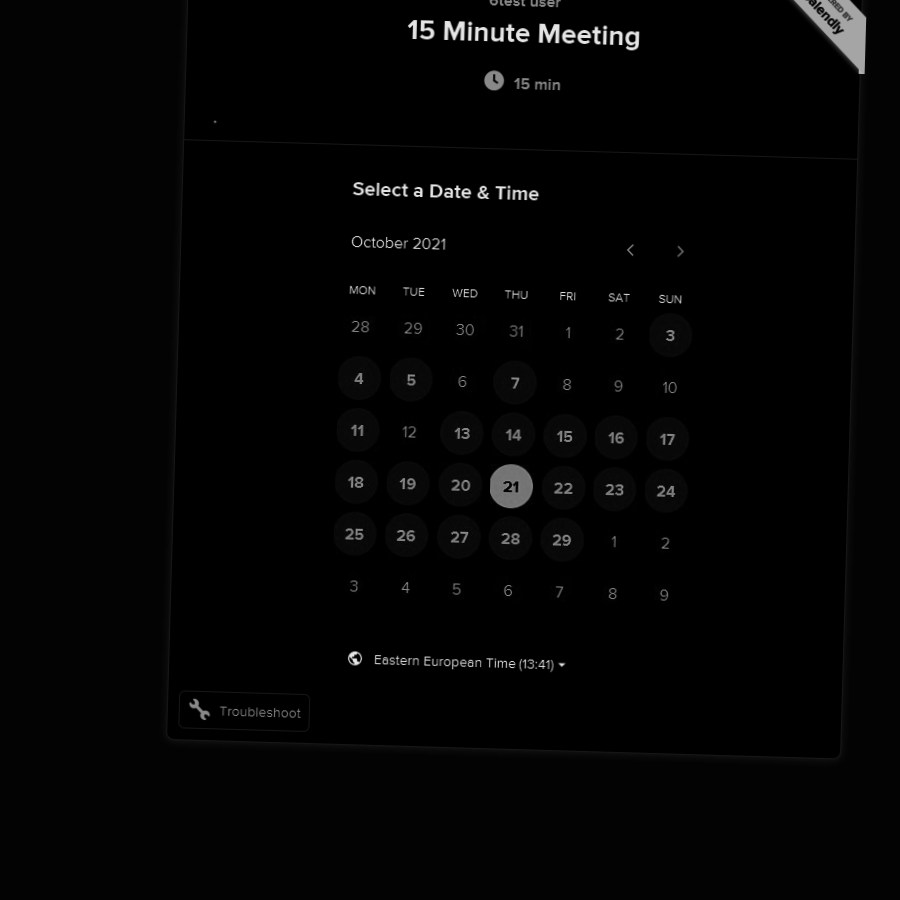 6test user
15 Minute Meeting
15 min
Select a Date & Time
October 2021
MON TUE WED THU FRI SAT SUN
28 29 30 31 1 2 3
4 5 6 7 8 9 10
11 12 13 14 15 16 17
18 19 20 21 22 23 24
25 26 27 28 29 1 2
3 4 5 6 7 8 9
Eastern European Time (13:41)
Troubleshoot